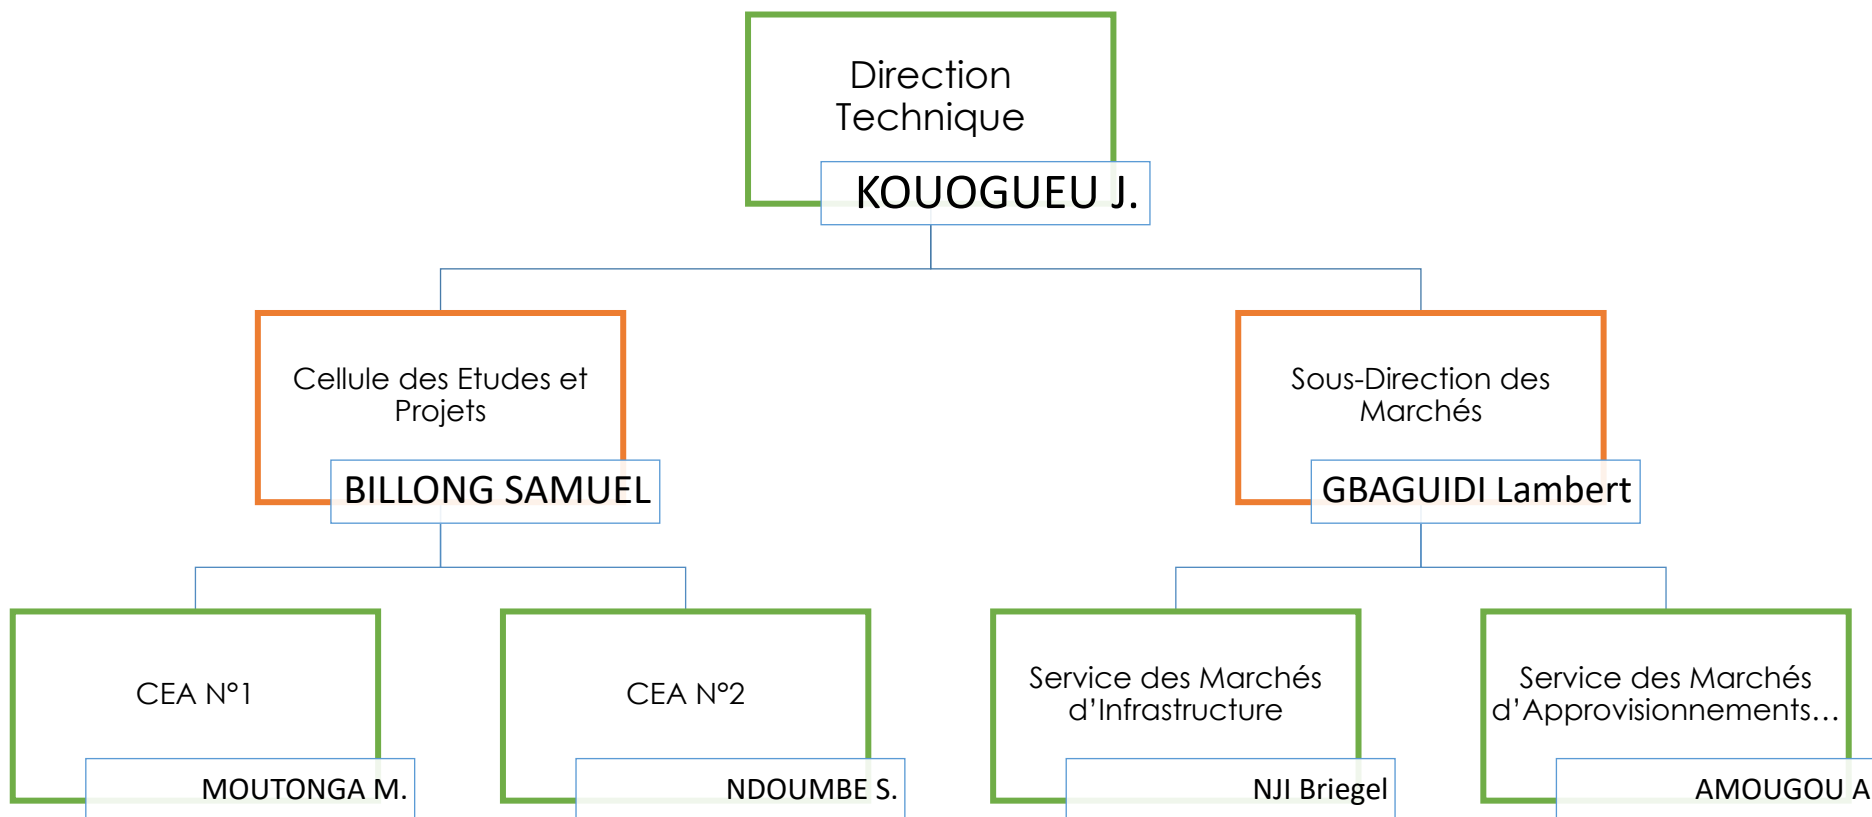 Direction
Technique
KOUOGUEU J.
Cellule des Etudes et
Projets
BILLONG SAMUEL
Sous-Direction des
Marchés
GBAGUIDI Lambert
CEA N°1
MOUTONGA M.
CEA N°2
NDOUMBE S.
Service des Marchés
d’Infrastructure
NJI Briegel
Service des Marchés
d’Approvisionnements…
AMOUGOU A